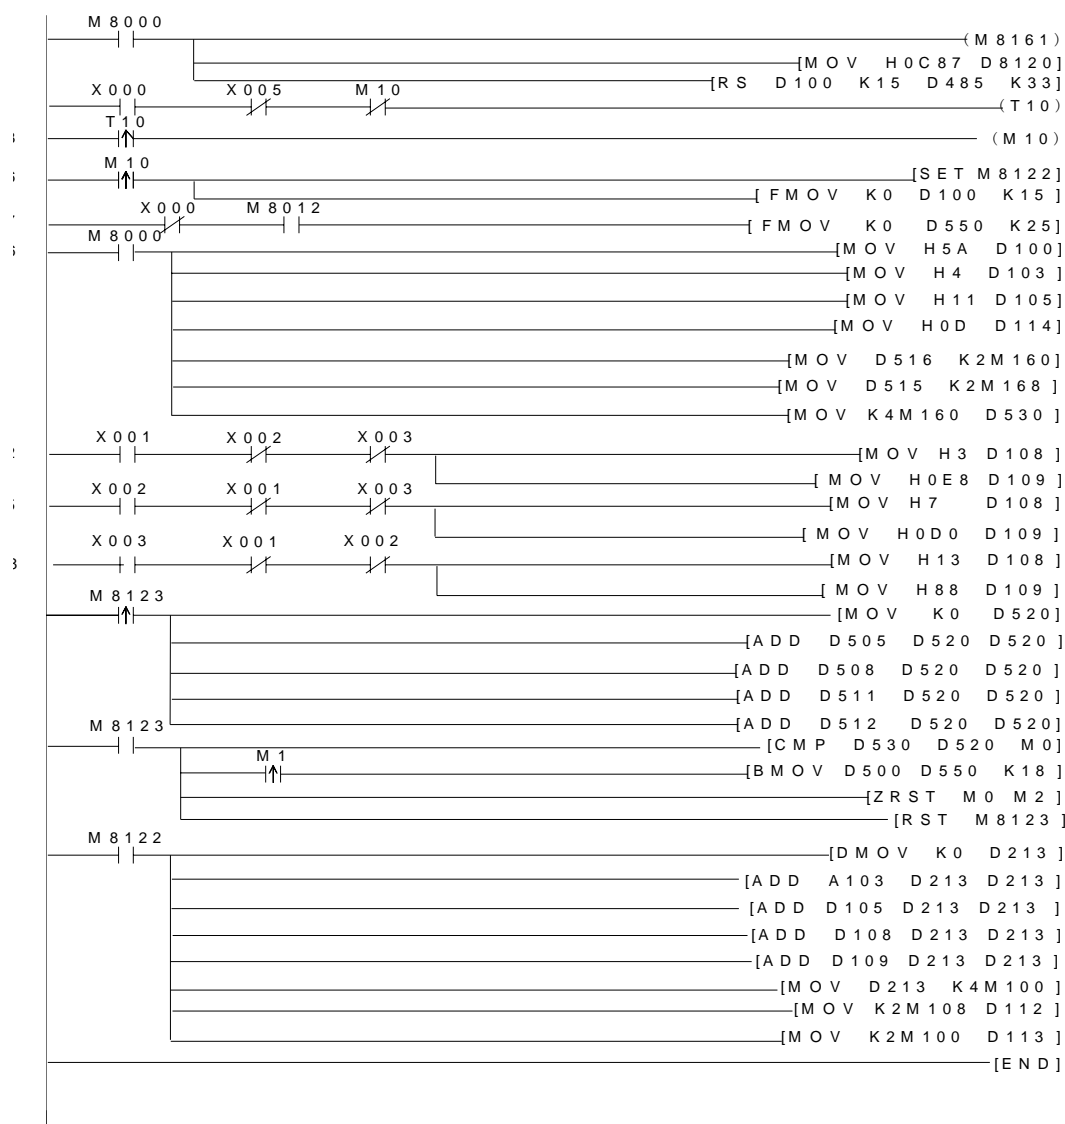 M8000
(M8161)
[MOV H0C87 D8120]
[RS D100 K15 D485 K33]
X000 X005 M10
(T10)
T10
(M10)
M10
[SET M8122]
[FMOV K0 D100 K15]
X000 M8012
[FMOV K0 D550 K25]
M8000
[MOV H5A D100]
[MOV H4 D103]
[MOV H11 D105]
[MOV H0D D114]
[MOV D516 K2M160]
[MOV D515 K2M168]
[MOV K4M160 D530]
X001 X002 X003
[MOV H3 D108]
[MOV H0E8 D109]
X002 X001 X003
[MOV H7 D108]
[MOV H0D0 D109]
X003 X001 X002
[MOV H13 D108]
[MOV H88 D109]
M8123
[MOV K0 D520]
[ADD D505 D520 D520]
[ADD D508 D520 D520]
[ADD D511 D520 D520]
[ADD D512 D520 D520]
M8123
[CMP D530 D520 M0]
M1
[BMOV D500 D550 K18]
[ZRST M0 M2]
[RST M8123]
M8122
[DMOV K0 D213]
[ADD A103 D213 D213]
[ADD D105 D213 D213]
[ADD D108 D213 D213]
[ADD D109 D213 D213]
[MOV D213 K4M100]
[MOV K2M108 D112]
[MOV K2M100 D113]
[END]